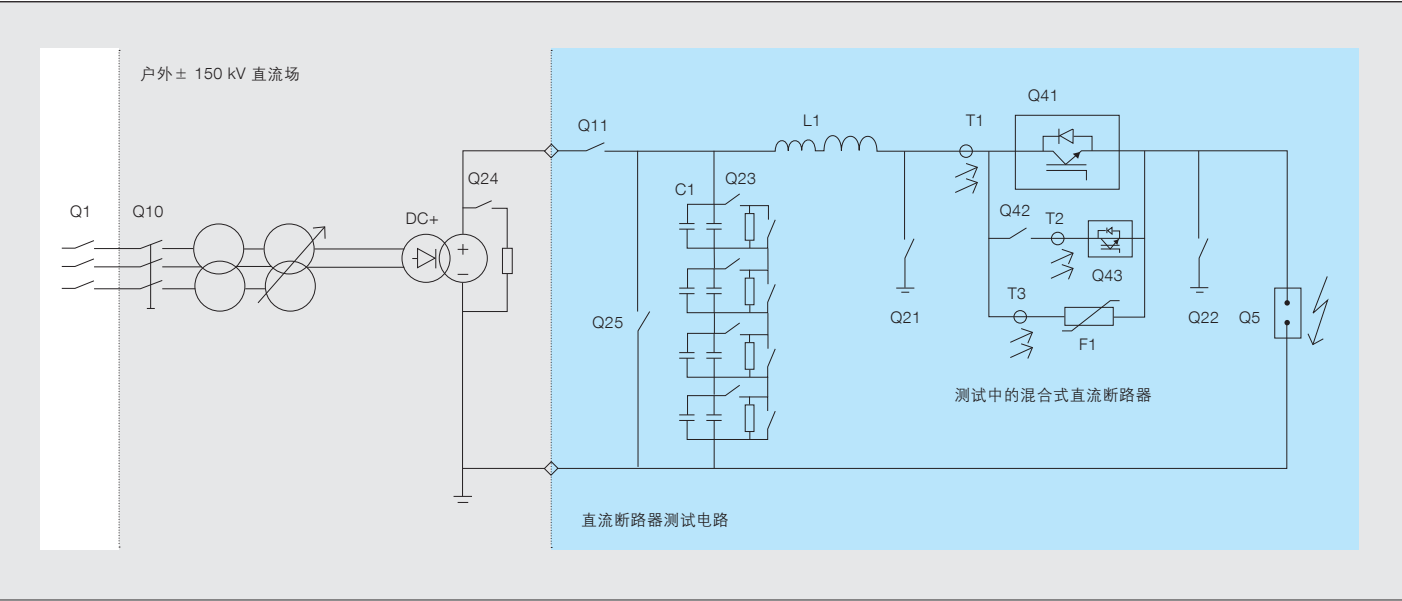 户外± 150 kV 直流场
Q41
Q11
L1
T1
Q24
C1
Q23
Q1
Q10
DC+
Q42
T2
Q43
T3
Q25
Q21
F1
Q22
Q5
测试中的混合式直流断路器
直流断路器测试电路